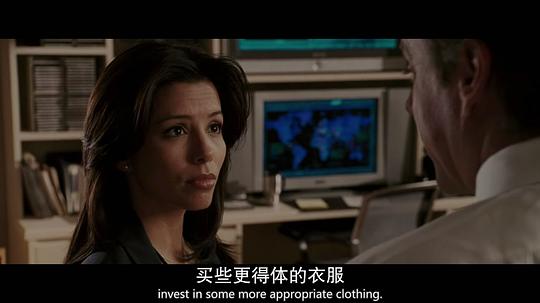 买些更得体的衣服
invest in some more appropriate clothing.